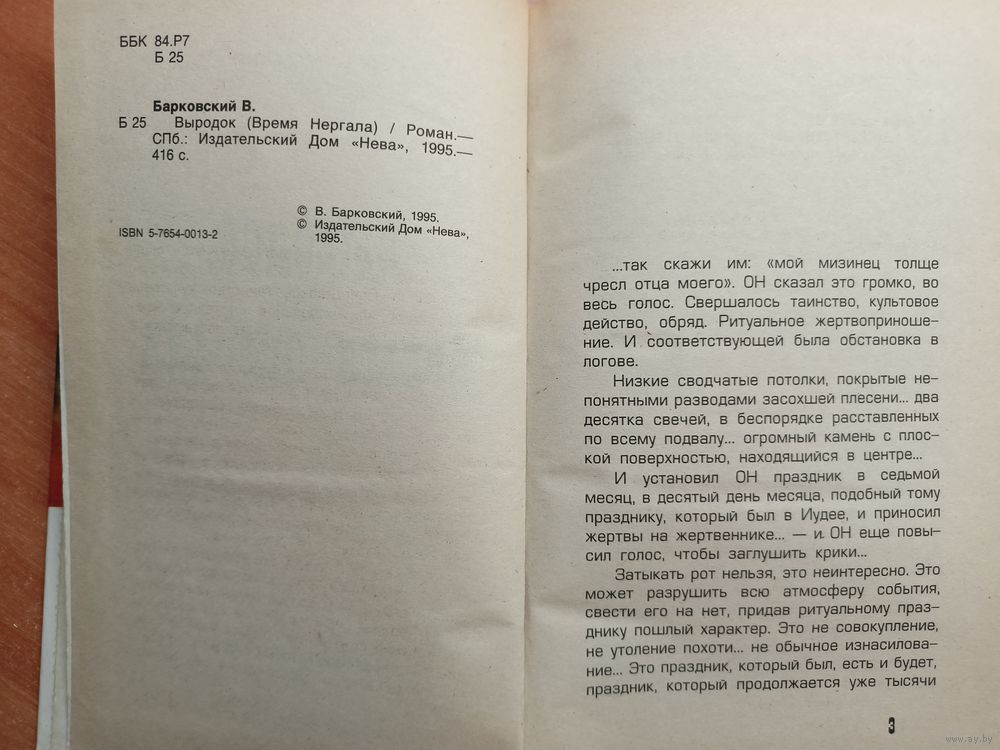 ББК 84.Р7
Б 25
Барковский В.
Б 25 Выродок (Время Нергала) / Роман.—
СПб.: Издательский Дом «Нева», 1995.—
416 с.
© В. Барковский, 1995.
© Издательский Дом «Нева»,
1995.
ISBN 5-7654-0013-2
...так скажи им: «мой мизинец толще
чресл отца моего». ОН сказал это громко, во
весь голос. Свершалось таинство, культовое
действо, обряд. Ритуальное жертвоприноше-
ние. И соответствующей была обстановка в
логове.
Низкие сводчатые потолки, покрытые не-
понятными разводами засохшей плесени... два
десятка свечей, в беспорядке расставленных
по всему подвалу... огромный камень с плос-
кой поверхностью, находящийся в центре...
И установил ОН праздник в седьмой
месяц, в десятый день месяца, подобный тому
празднику, который был в Иудее, и приносил
жертвы на жертвеннике... — и ОН еще повы-
сил голос, чтобы заглушить крики...
Затыкать рот нельзя, это неинтересно. Это
может разрушить всю атмосферу события,
свести его на нет, придав ритуальному праз-
днику пошлый характер. Это не совокупление,
не утоление похоти... не обычное изнасилова-
ние... Это праздник, который был, есть и будет,
праздник, который продолжается уже тысячи
3
www.ay.by